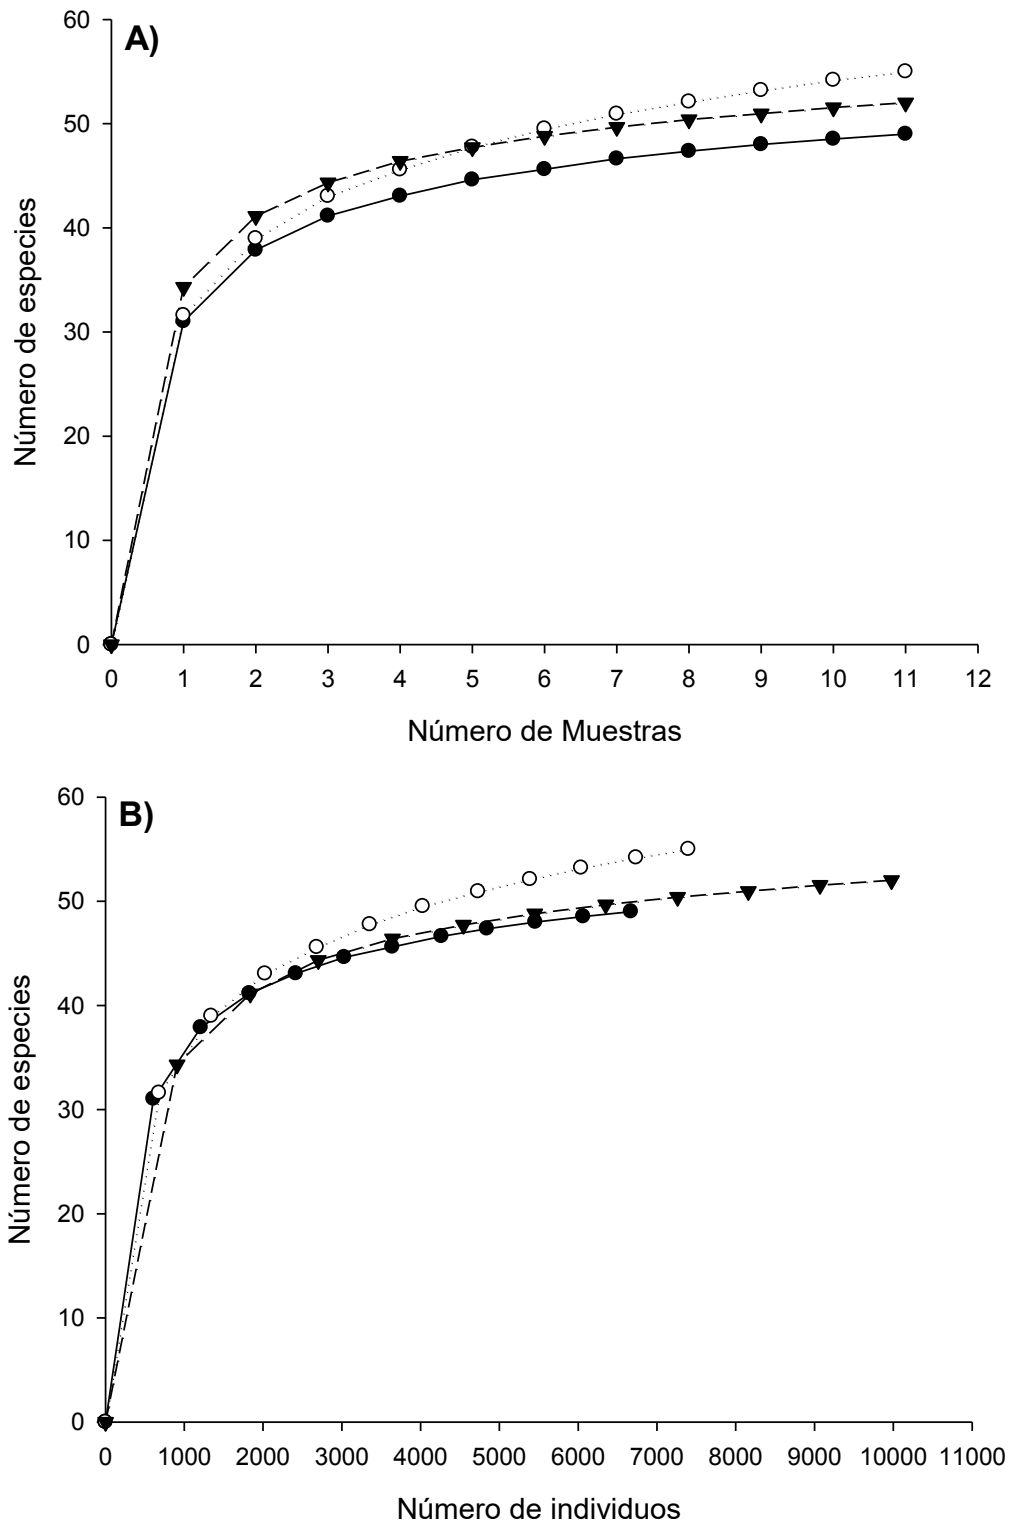 A)
60
50
40
30
20
10
0
Número de especies
0 1 2 3 4 5 6 7 8 9 10 11 12
Número de Muestras
B)
60
50
40
30
20
10
0
Número de especies
0 1000 2000 3000 4000 5000 6000 7000 8000 9000 10000 11000
Número de individuos